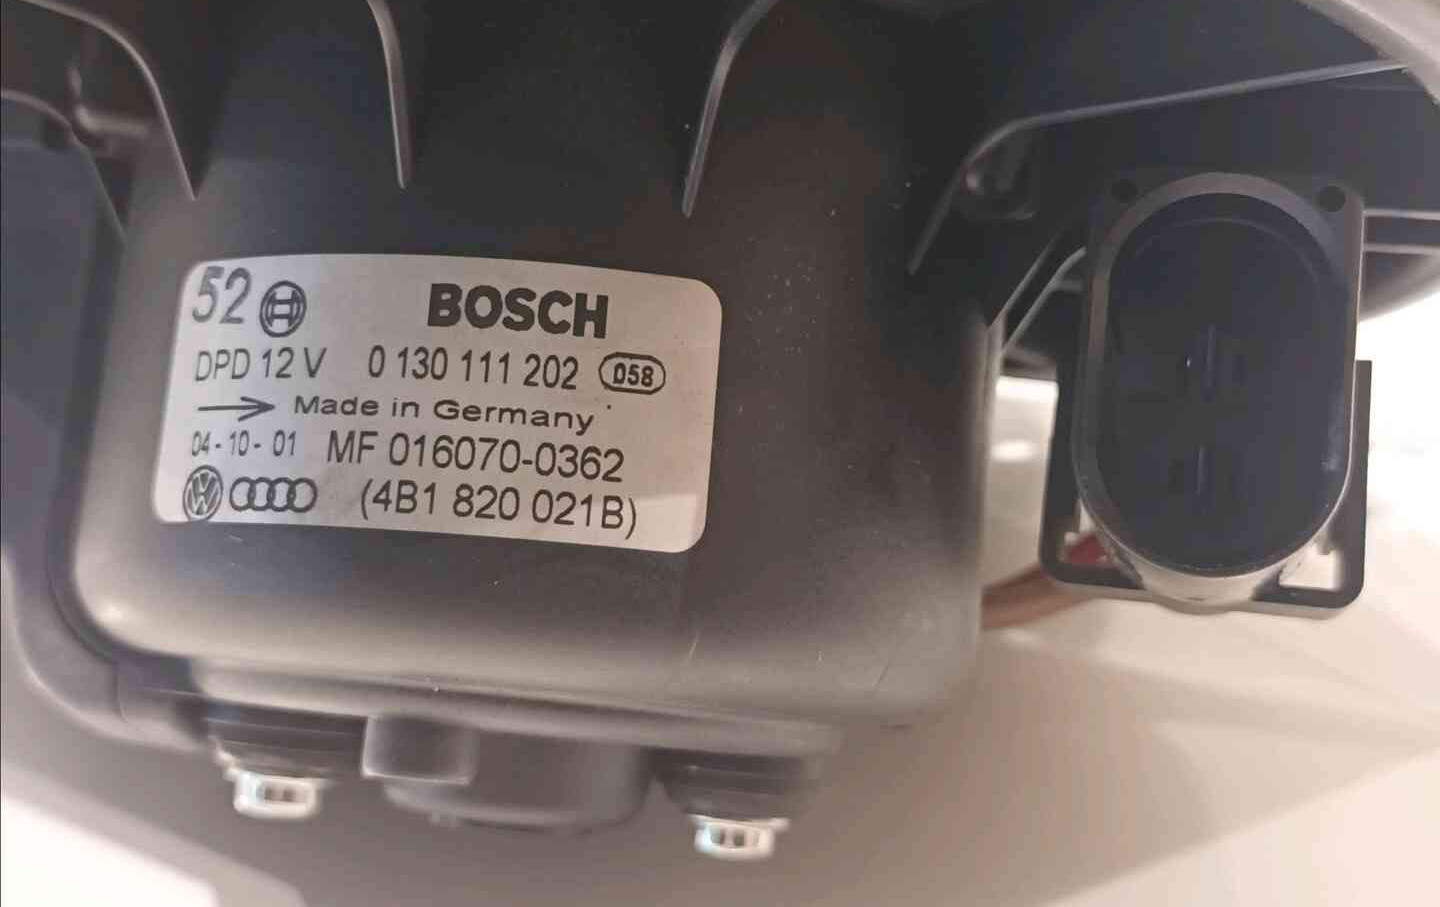 52 BOSCH
DPD 12 V 0 130 111 202 058
Made in Germany
04-10-01 MF 016070-0362
(4B1 820 021B)